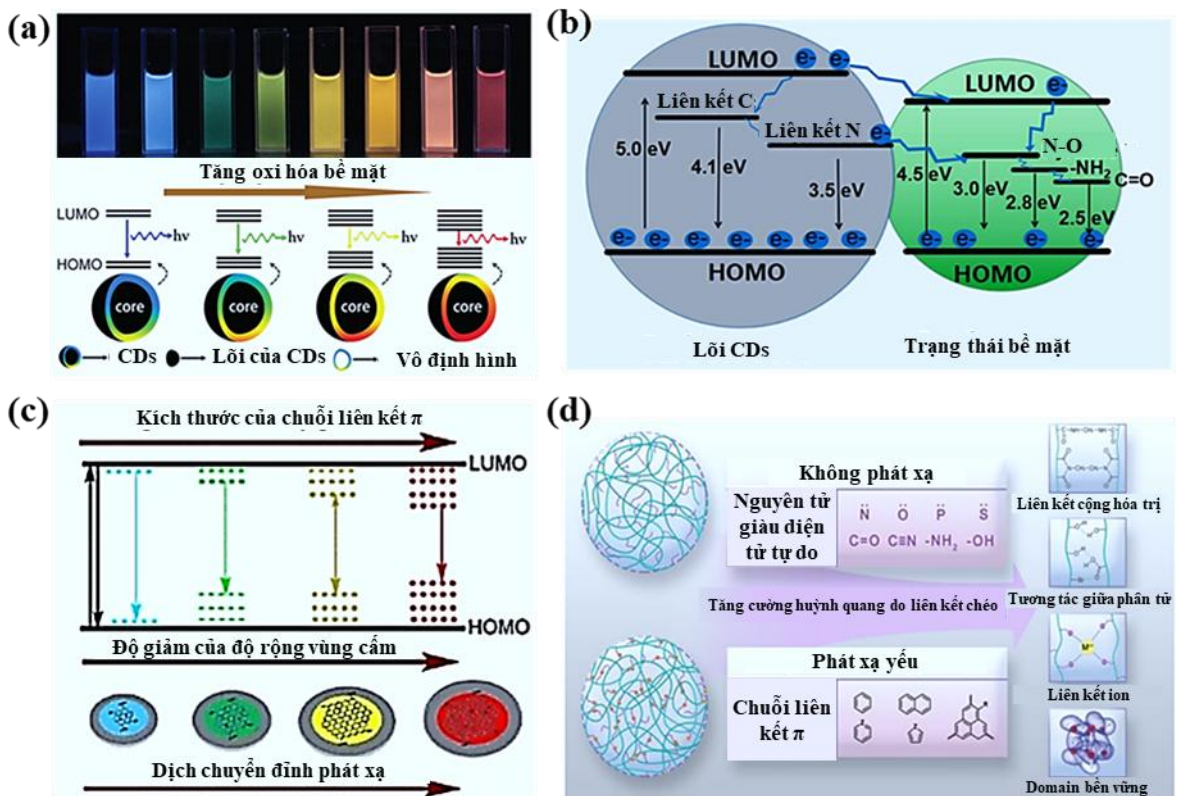 (a)
Tăng oxi hóa bề mặt
LUMO
hν
hν
hν
hν
HOMO
core
core
core
core
CDs
Lõi của CDs
Vô định hình
(b)
LUMO
e-
e-
Liên kết C
Liên kết N
e-
5.0 eV
4.1 eV
3.5 eV
e-
e-
e-
e-
e-
e-
e-
HOMO
Lõi CDs
LUMO
e-
N-O
-NH2
C=O
4.5 eV
3.0 eV
2.8 eV
2.5 eV
e-
e-
e-
e-
HOMO
Trạng thái bề mặt
(c)
Kích thước của chuỗi liên kết π
LUMO
HOMO
Độ giảm của độ rộng vùng cấm
Dịch chuyển đỉnh phát xạ
(d)
Không phát xạ
Nguyên tử
giàu diện
tử tự do
N̈ Ö P̈ S̈
C=O C≡N -NH2 -OH
Tăng cường huỳnh quang do liên kết chéo
Phát xạ yếu
Chuỗi liên
kết π
Liên kết cộng hóa trị
Tương tác giữa phân tử
Liên kết ion
Domain bền vững